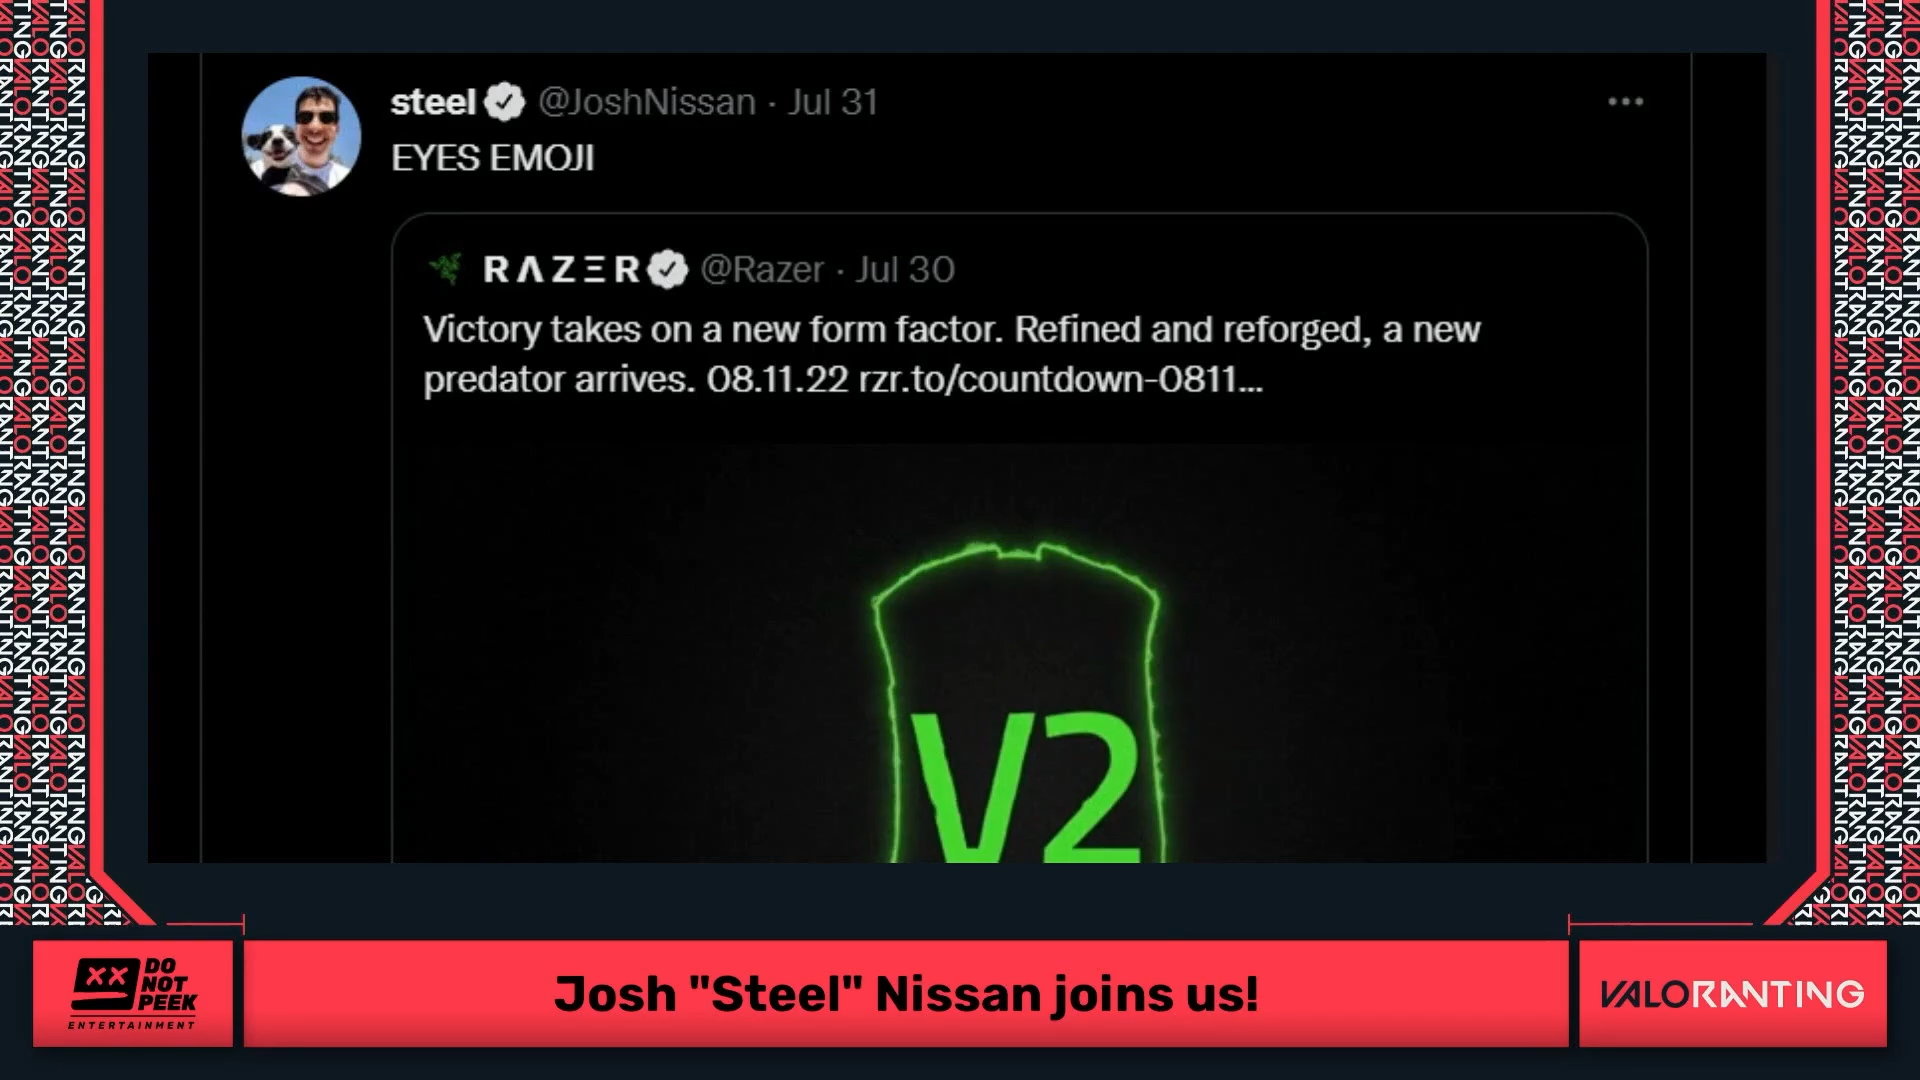 steel @JoshNissan · Jul 31
EYES EMOJI
RAZER @Razer · Jul 30
Victory takes on a new form factor. Refined and reforged, a new
predator arrives. 08.11.22 rzr.to/countdown-0811...
V2
DO
NOT
PEEK
ENTERTAINMENT
Josh "Steel" Nissan joins us!
VALORANTING